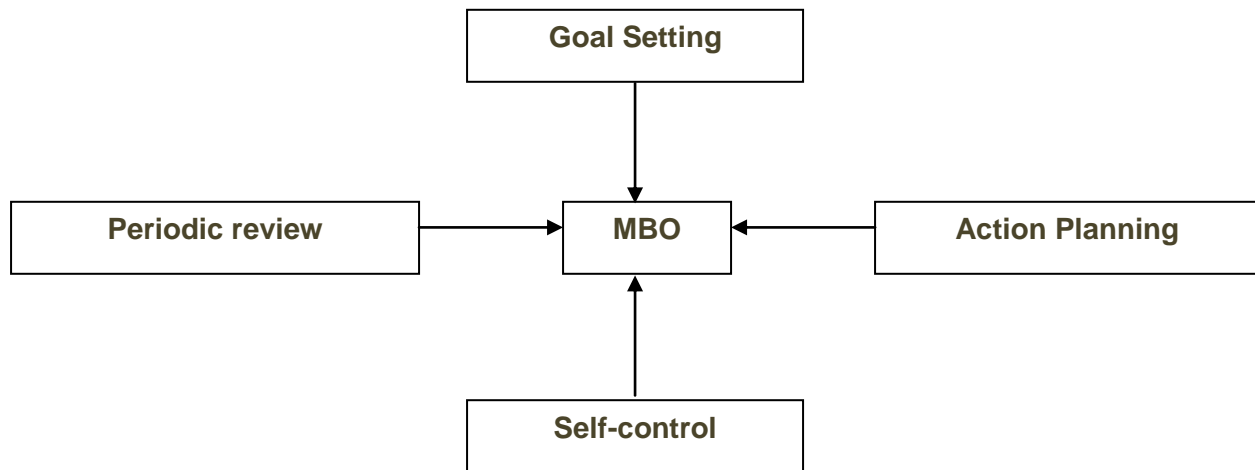 Goal Setting
Periodic review
MBO
Action Planning
Self-control